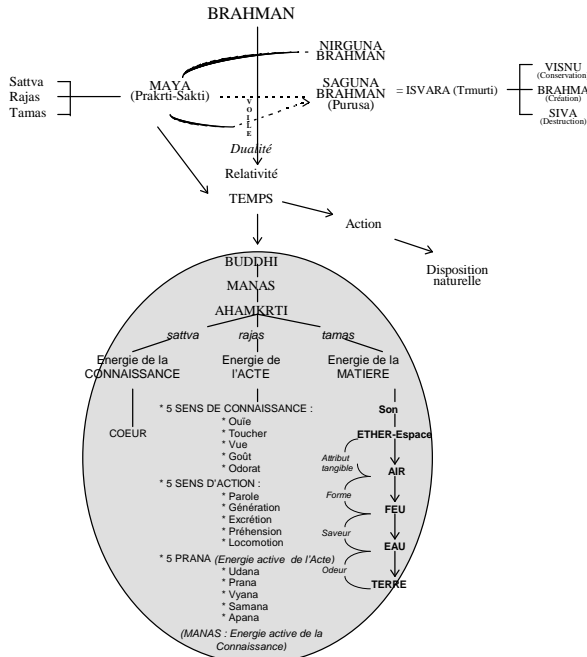 BRAHMAN
NIRGUNA
BRAHMAN
Sattva
Rajas
Tamas
MAYA
(Prakrti-Sakti)
VOILE
SAGUNA
BRAHMAN
(Purusa)
= ISVARA (Trmurti)
VISNU
(Conservation)
BRAHMA
(Création)
SIVA
(Destruction)
Dualité
Relativité
TEMPS
Action
Disposition
naturelle
BUDDHI
MANAS
AHAMKRTI
sattva rajas tamas
Energie de la
CONNAISSANCE
Energie de
l'ACTE
Energie de la
MATIERE
COEUR
* 5 SENS DE CONNAISSANCE :
* Ouïe
* Toucher
* Vue
* Goût
* Odorat
* 5 SENS D'ACTION :
* Parole
* Génération
* Excrétion
* Préhension
* Locomotion
* 5 PRANA (Energie active de l'Acte)
* Udana
* Prana
* Vyana
* Samana
* Apana
(MANAS : Energie active de la
Connaissance)
Son
ETHER-Espace
Attribut
tangible
AIR
Forme
FEU
Saveur
EAU
Odeur
TERRE